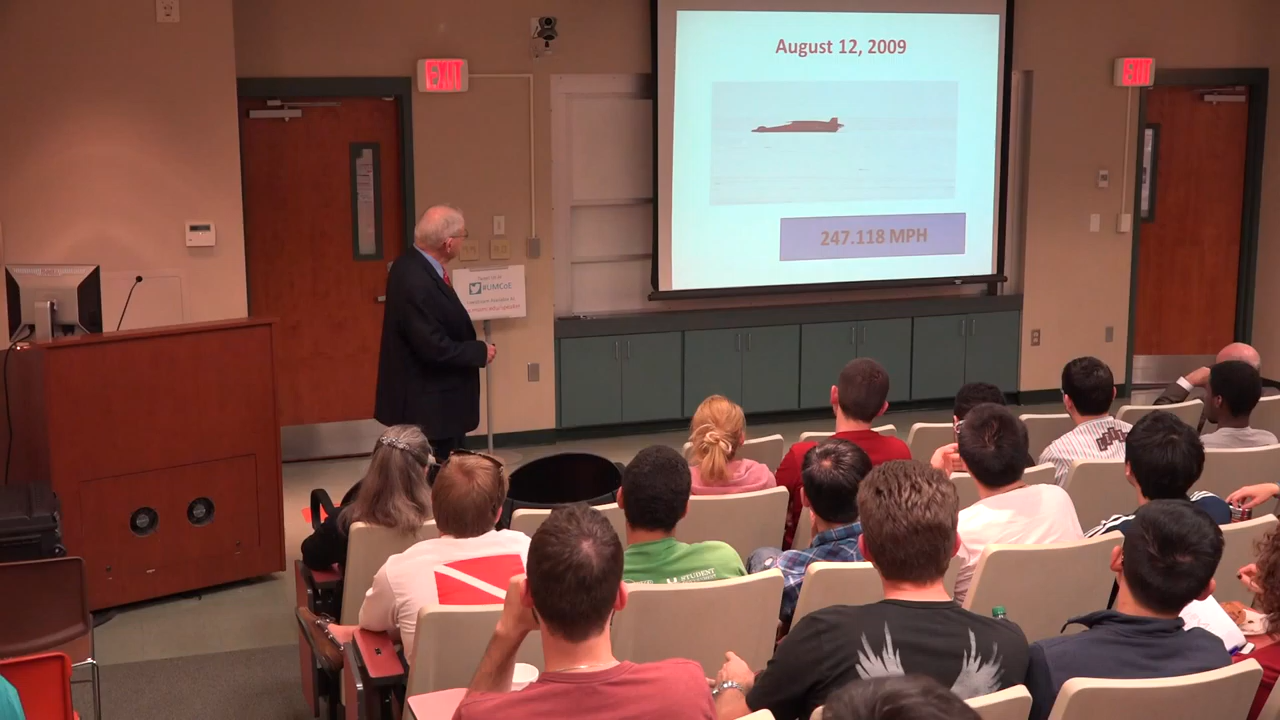 August 12, 2009
EXIT
EXIT
#UMCoE
247.118 MPH
STUDENT